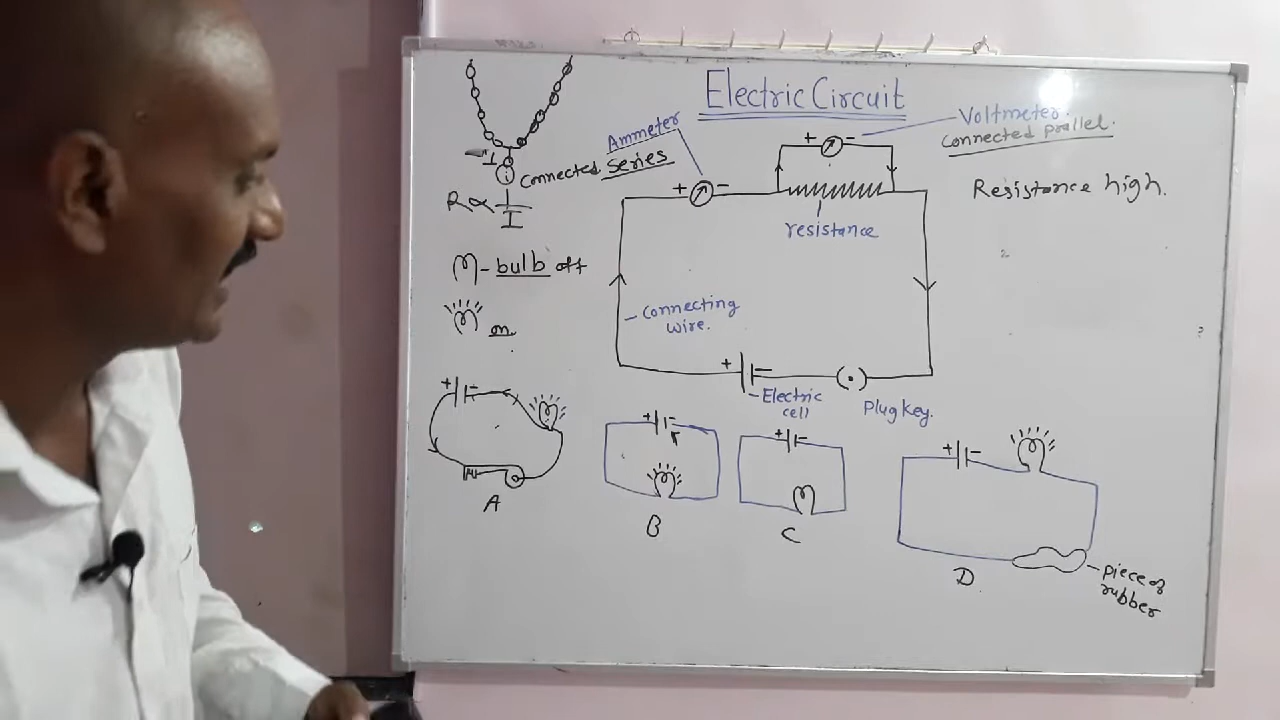 Electric Circuit
Ammeter
Voltmeter.
Connected prallel.
Connected Series
+ -
+ -
Resistance high.
R ∝ 1
I
resistance
- bulb off
on
Connecting
wire.
+ -
Electric
cell
Plug key.
+ -
+ -
+ -
+ -
A
B
C
D
piece of
rubber